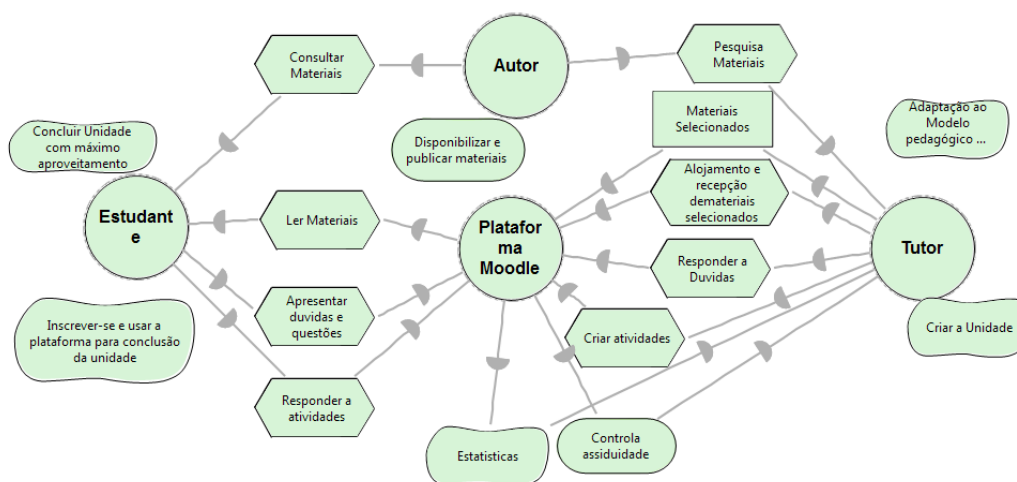 Consultar
Materiais
Autor
Pesquisa
Materiais
Materiais
Selecionados
Adaptação ao
Modelo
pedagógico ...
Concluir Unidade
com máximo
aproveitamento
Disponibilizar e
publicar materiais
Alojamento e
recepção
demateriais
selecionados
Estudant
e
Ler Materiais
Platafor
ma
Moodle
Tutor
Responder a
Duvidas
Inscrever-se e usar a
plataforma para conclusão
da unidade
Apresentar
duvidas e
questões
Criar atividades
Criar a Unidade
Responder a
atividades
Estatisticas
Controla
assiduidade